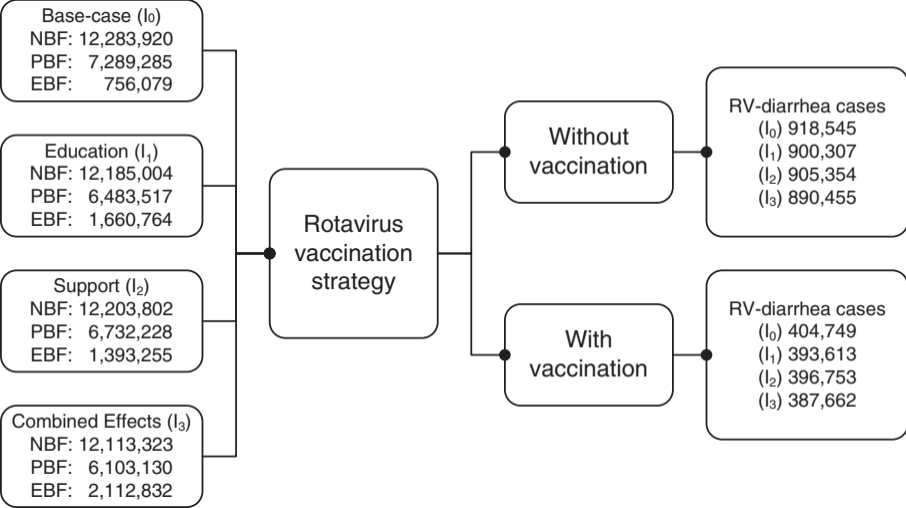 Base-case (I₀)
NBF: 12,283,920
PBF: 7,289,285
EBF: 756,079
Education (I₁)
NBF: 12,185,004
PBF: 6,483,517
EBF: 1,660,764
Support (I₂)
NBF: 12,203,802
PBF: 6,732,228
EBF: 1,393,255
Combined Effects (I₃)
NBF: 12,113,323
PBF: 6,103,130
EBF: 2,112,832
Rotavirus
vaccination
strategy
Without
vaccination
With
vaccination
RV-diarrhea cases
(I₀) 918,545
(I₁) 900,307
(I₂) 905,354
(I₃) 890,455
RV-diarrhea cases
(I₀) 404,749
(I₁) 393,613
(I₂) 396,753
(I₃) 387,662